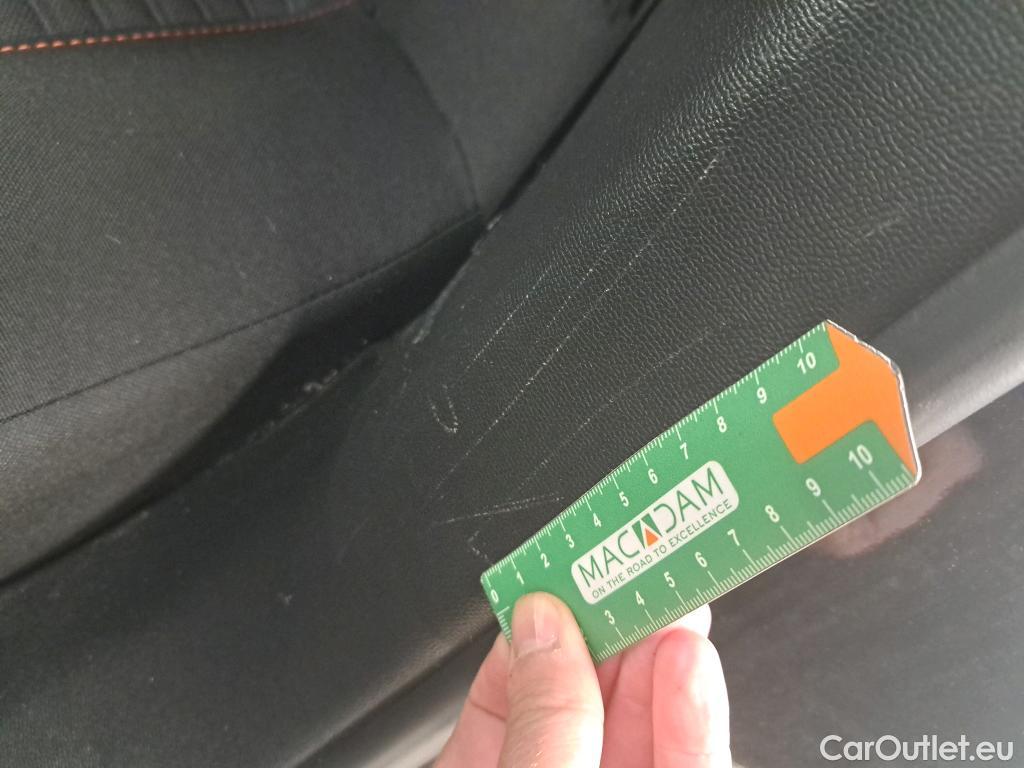 0 1 2 3 4 5 6 7 8 9 10
MACADAM
ON THE ROAD TO EXCELLENCE
3 4 5 6 7 8 9 10
CarOutlet.eu